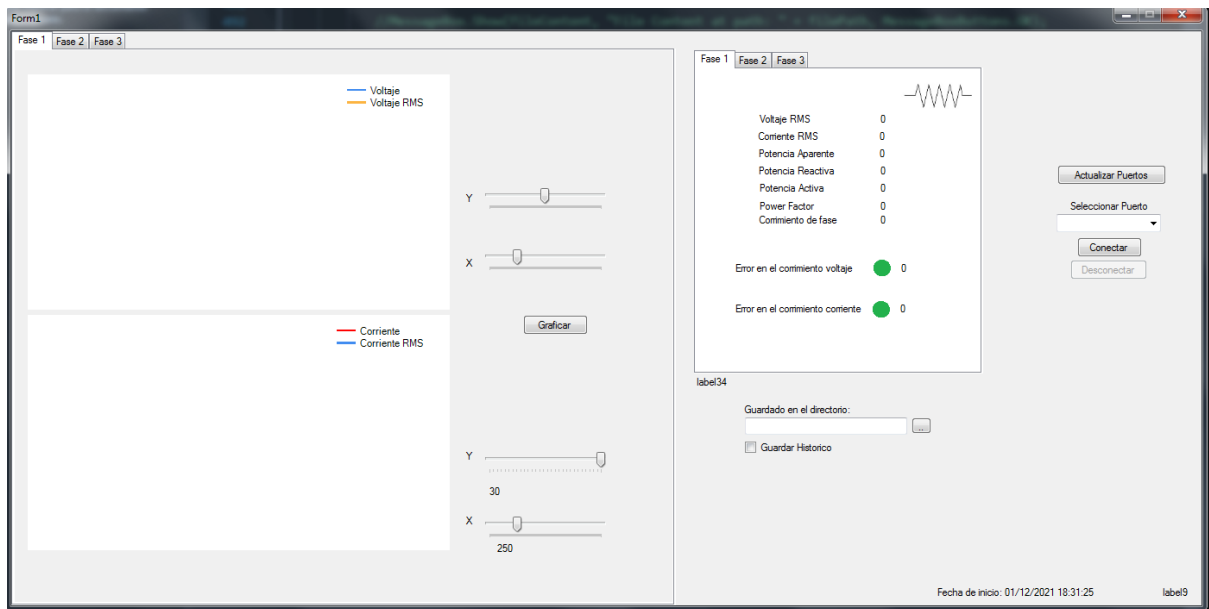 Form1
Fase 1 Fase 2 Fase 3
Voltaje
Voltaje RMS
Y
X
Graficar
Corriente
Corriente RMS
Y
30
X
250
Fase 1 Fase 2 Fase 3
Voltaje RMS 0
Corriente RMS 0
Potencia Aparente 0
Potencia Reactiva 0
Potencia Activa 0
Power Factor 0
Corrimiento de fase 0
Error en el corrimiento voltaje 0
Error en el corrimiento corriente 0
label34
Guardado en el directorio:
...
Guardar Historico
Actualizar Puertos
Seleccionar Puerto
Conectar
Desconectar
Fecha de inicio: 01/12/2021 18:31:25 label9